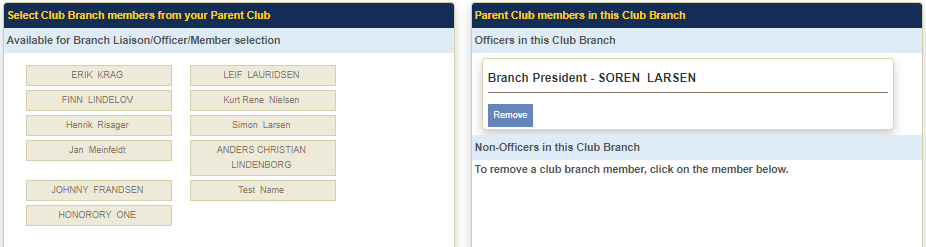 Select Club Branch members from your Parent Club
Available for Branch Liaison/Officer/Member selection
ERIK KRAG
LEIF LAURIDSEN
FINN LINDELOV
Kurt Rene Nielsen
Henrik Risager
Simon Larsen
Jan Meinfeldt
ANDERS CHRISTIAN
LINDENBORG
JOHNNY FRANDSEN
Test Name
HONORORY ONE
Parent Club members in this Club Branch
Officers in this Club Branch
Branch President - SOREN LARSEN
Remove
Non-Officers in this Club Branch
To remove a club branch member, click on the member below.